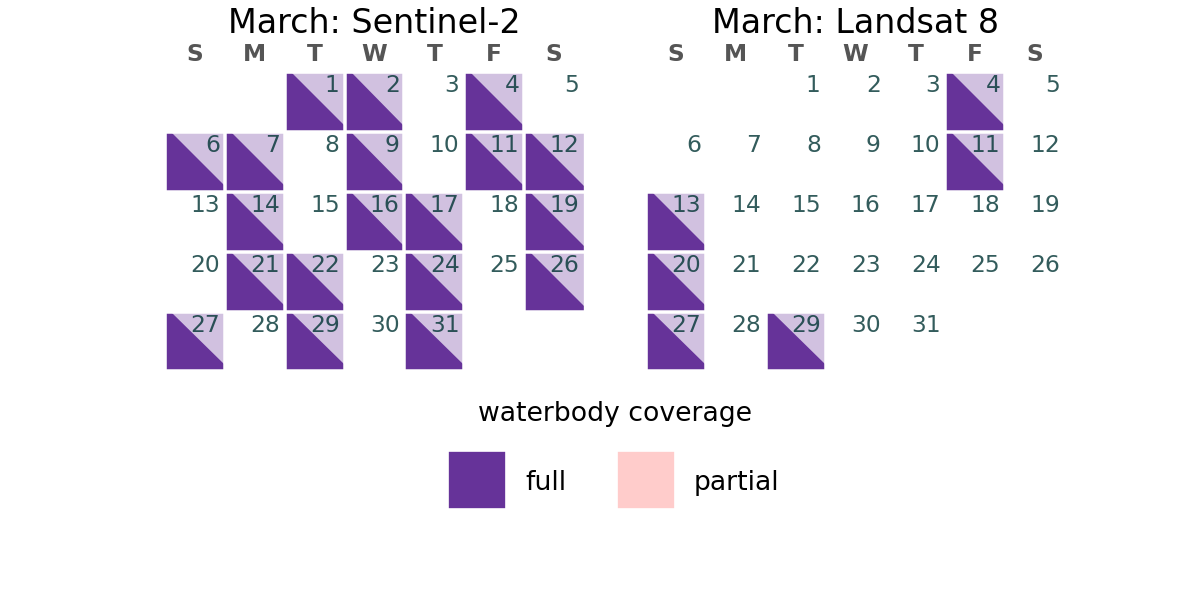 March: Sentinel-2
S M T W T F S
1 2 3 4 5
6 7 8 9 10 11 12
13 14 15 16 17 18 19
20 21 22 23 24 25 26
27 28 29 30 31
March: Landsat 8
S M T W T F S
1 2 3 4 5
6 7 8 9 10 11 12
13 14 15 16 17 18 19
20 21 22 23 24 25 26
27 28 29 30 31
waterbody coverage
full partial